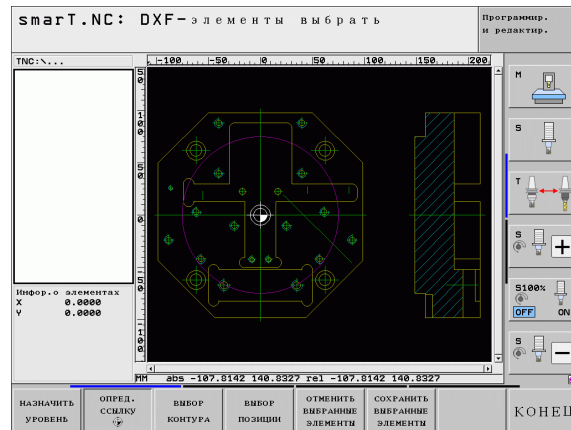 smarT.NC: DXF-элементы выбрать
Программир.
и редактир.
TNC:\...
-100 -50 0 50 100 150 200
M
S
T
S
S100%
OFF ON
S
Инфор.о элементах
X 0.0000
Y 0.0000
MM abs -107.8142 140.8327 rel -107.8142 140.8327
НАЗНАЧИТЬ УРОВЕНЬ
ОПРЕД. ССЫЛКУ
ВЫБОР КОНТУРА
ВЫБОР ПОЗИЦИИ
ОТМЕНИТЬ ВЫБРАННЫЕ ЭЛЕМЕНТЫ
СОХРАНИТЬ ВЫБРАННЫЕ ЭЛЕМЕНТЫ
КОНЕЦ